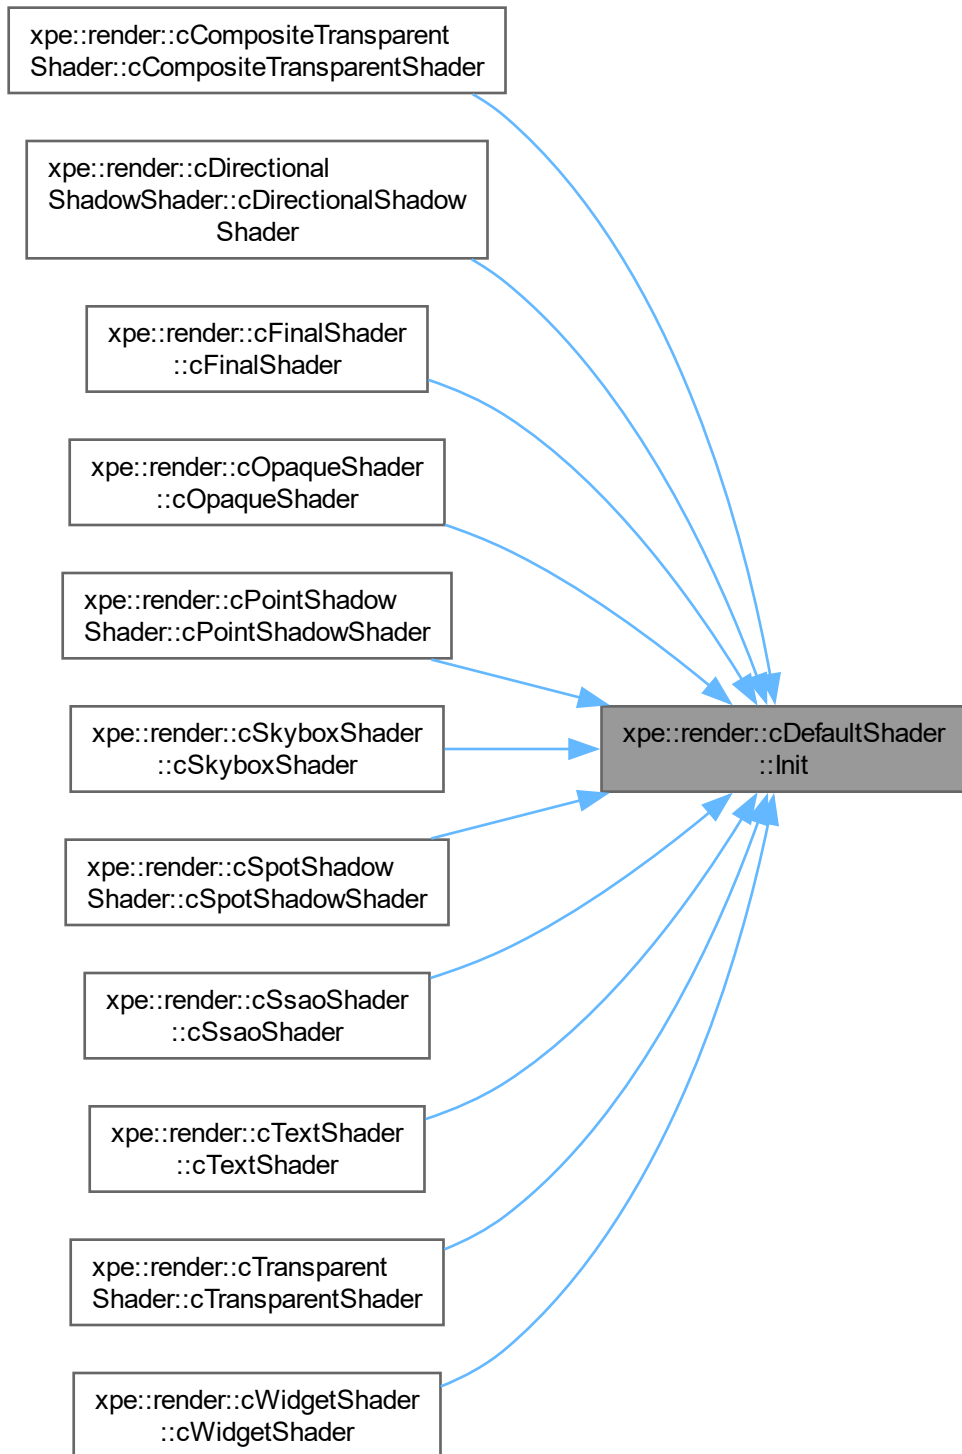 xpe::render::cCompositeTransparent
Shader::cCompositeTransparentShader
xpe::render::cDirectional
ShadowShader::cDirectionalShadow
Shader
xpe::render::cFinalShader
::cFinalShader
xpe::render::cOpaqueShader
::cOpaqueShader
xpe::render::cPointShadow
Shader::cPointShadowShader
xpe::render::cSkyboxShader
::cSkyboxShader
xpe::render::cDefaultShader
::Init
xpe::render::cSpotShadow
Shader::cSpotShadowShader
xpe::render::cSsaoShader
::cSsaoShader
xpe::render::cTextShader
::cTextShader
xpe::render::cTransparent
Shader::cTransparentShader
xpe::render::cWidgetShader
::cWidgetShader